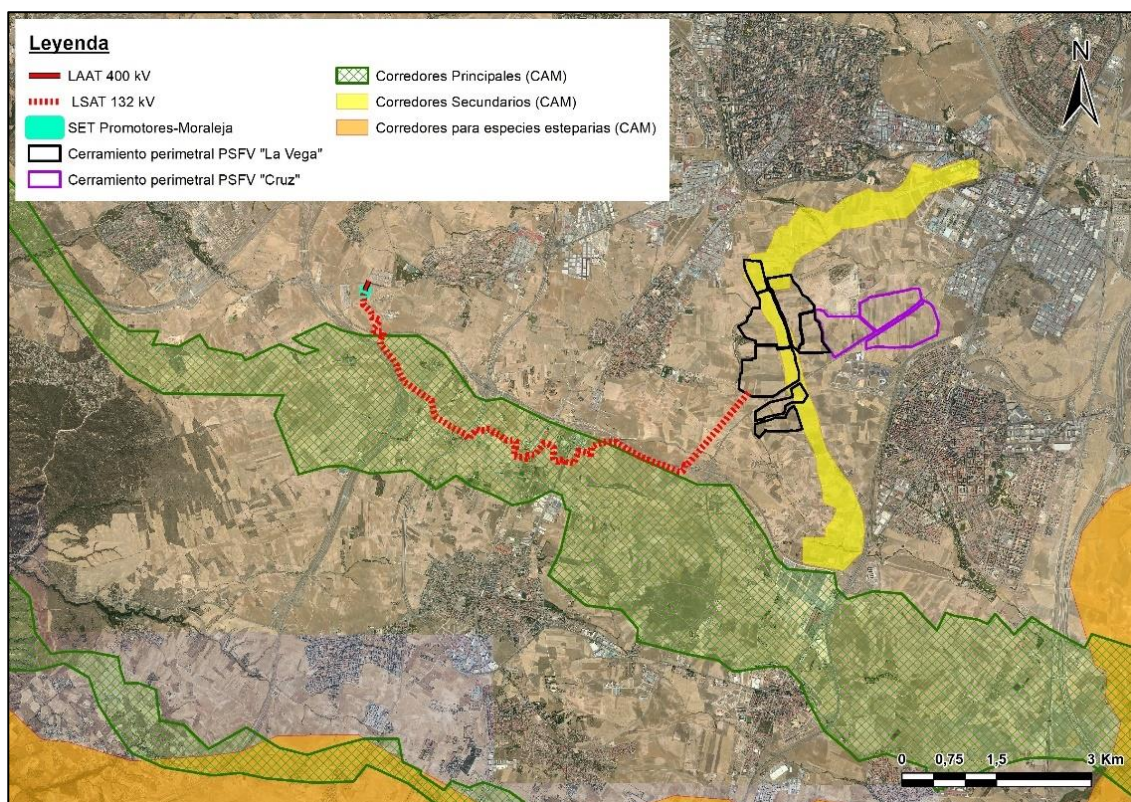 Leyenda
LAAT 400 kV
LSAT 132 kV
SET Promotores-Moraleja
Cerramiento perimetral PSFV "La Vega"
Cerramiento perimetral PSFV "Cruz"
Corredores Principales (CAM)
Corredores Secundarios (CAM)
Corredores para especies esteparias (CAM)
N
0 0,75 1,5 3 Km